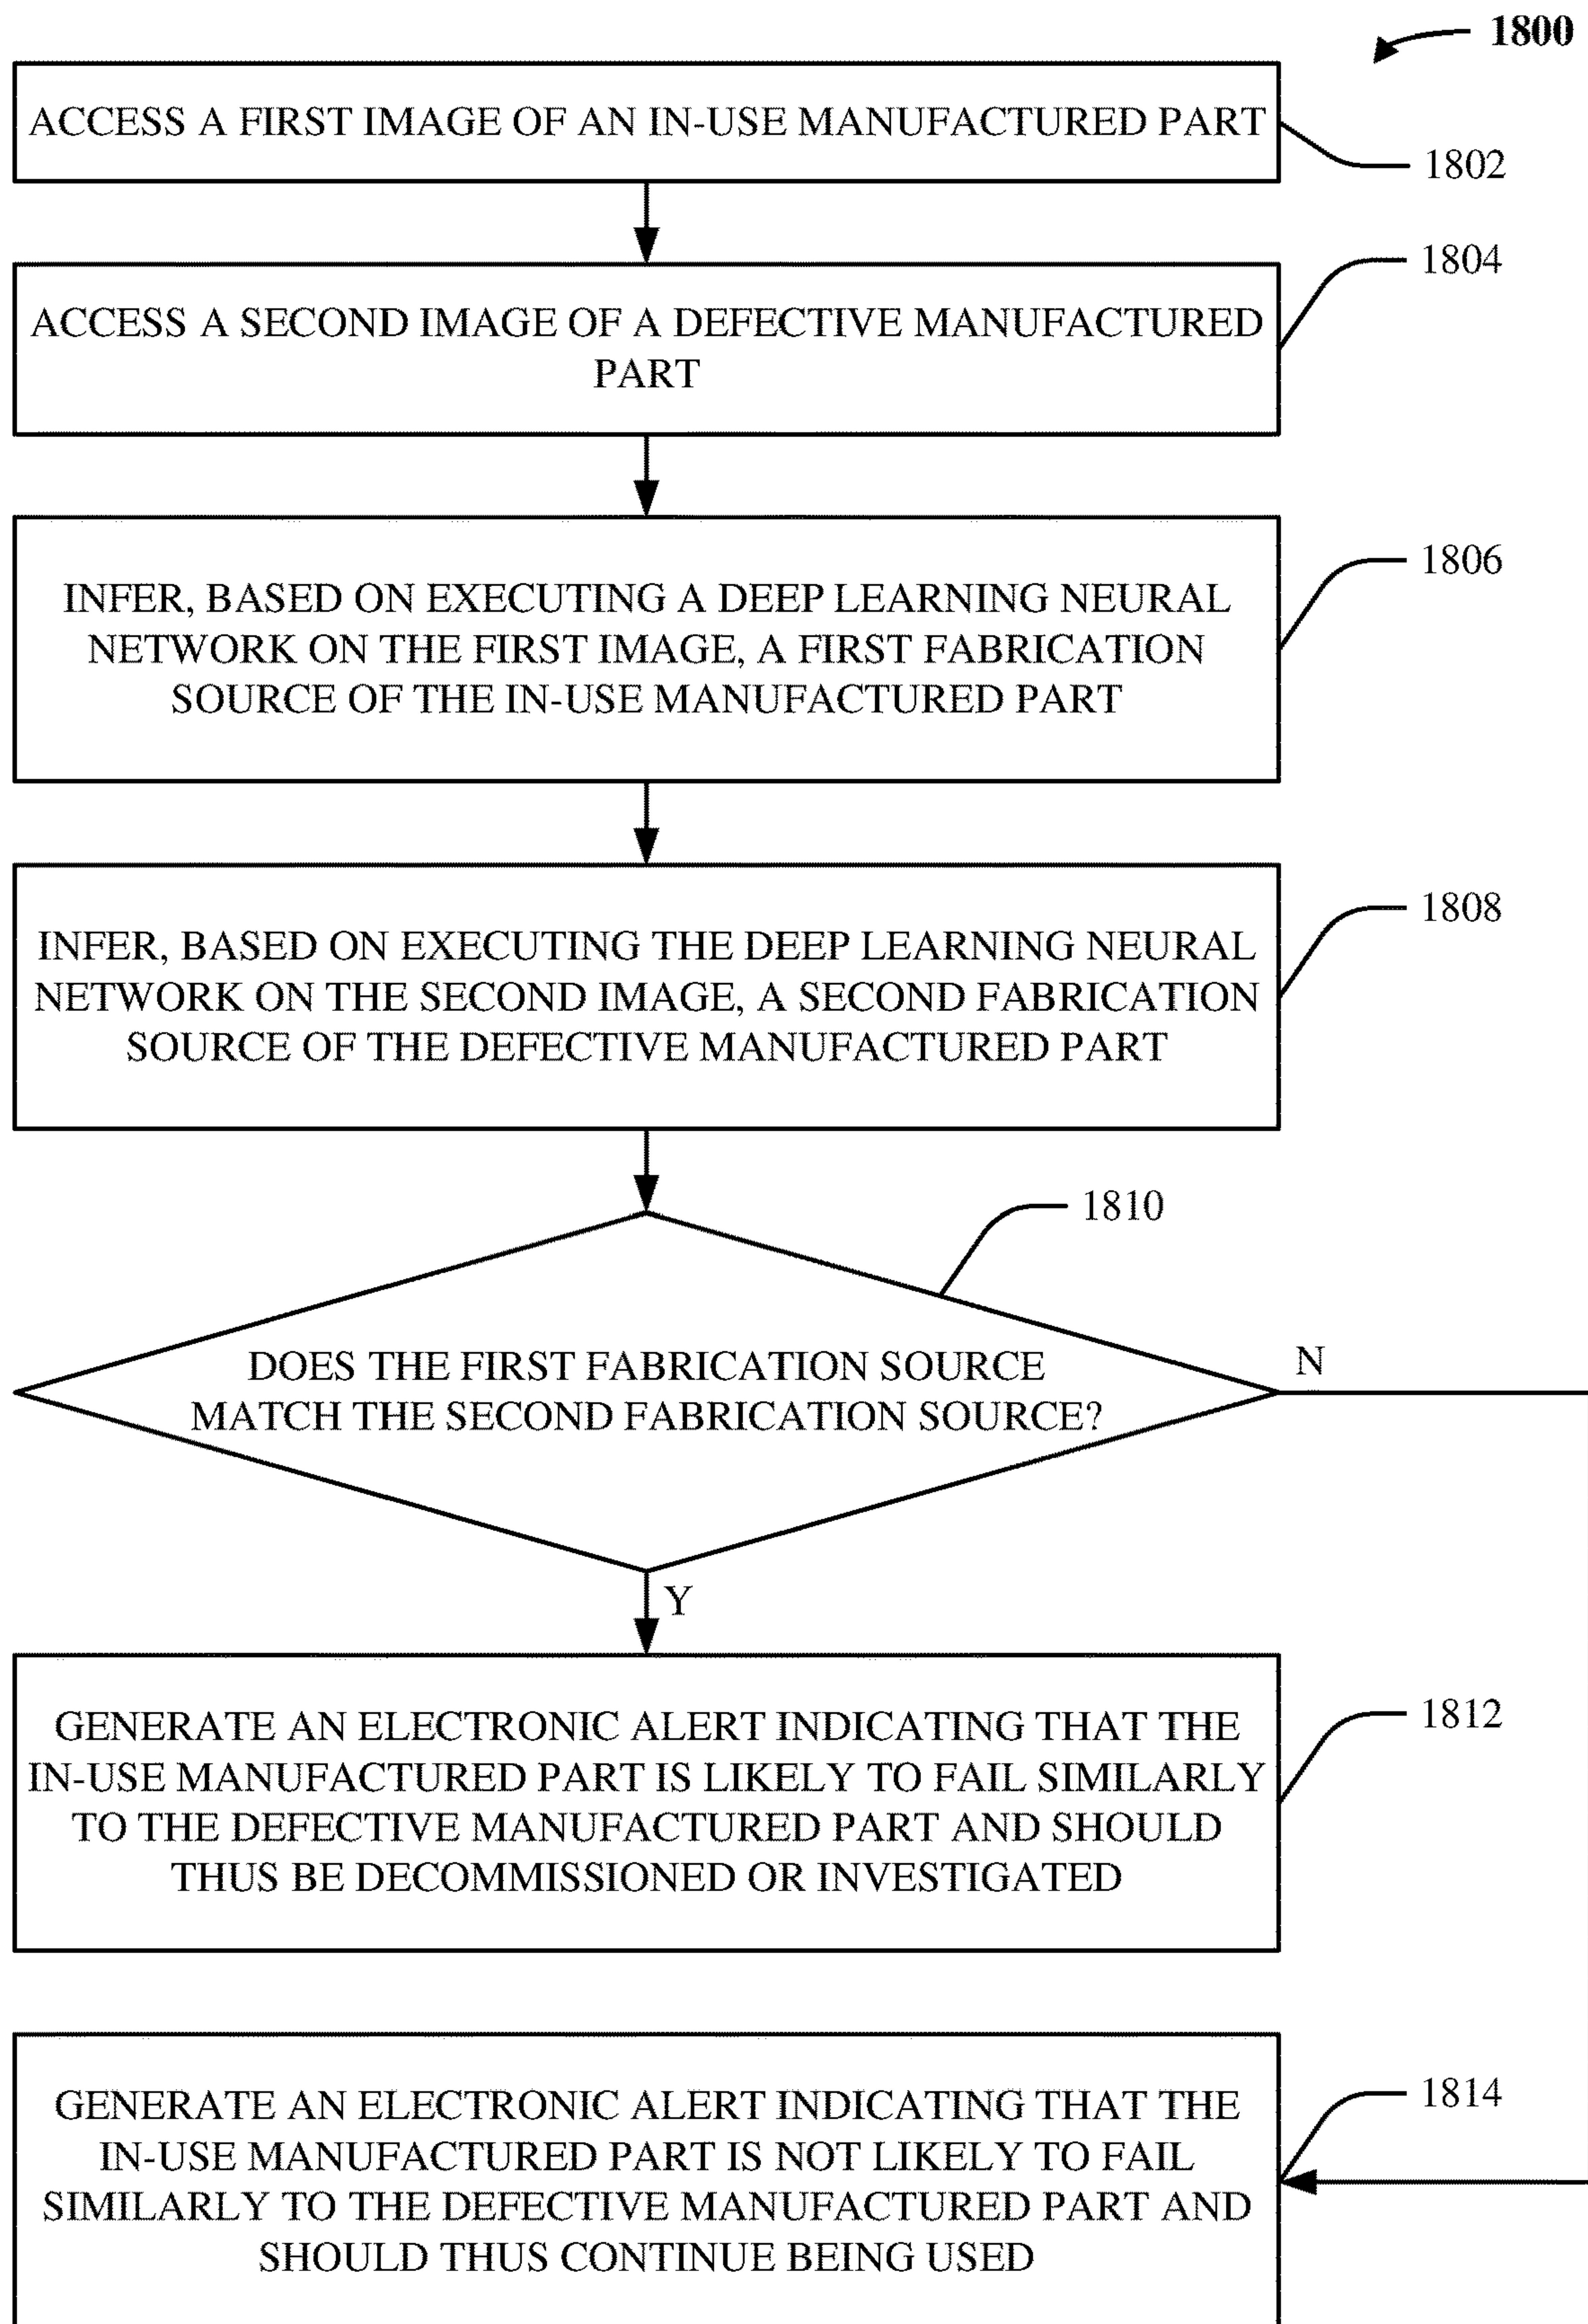 1800
ACCESS A FIRST IMAGE OF AN IN-USE MANUFACTURED PART
1802
ACCESS A SECOND IMAGE OF A DEFECTIVE MANUFACTURED
PART
1804
INFER, BASED ON EXECUTING A DEEP LEARNING NEURAL
NETWORK ON THE FIRST IMAGE, A FIRST FABRICATION
SOURCE OF THE IN-USE MANUFACTURED PART
1806
INFER, BASED ON EXECUTING THE DEEP LEARNING NEURAL
NETWORK ON THE SECOND IMAGE, A SECOND FABRICATION
SOURCE OF THE DEFECTIVE MANUFACTURED PART
1808
1810
DOES THE FIRST FABRICATION SOURCE
MATCH THE SECOND FABRICATION SOURCE?
N
Y
GENERATE AN ELECTRONIC ALERT INDICATING THAT THE
IN-USE MANUFACTURED PART IS LIKELY TO FAIL SIMILARLY
TO THE DEFECTIVE MANUFACTURED PART AND SHOULD
THUS BE DECOMMISSIONED OR INVESTIGATED
1812
GENERATE AN ELECTRONIC ALERT INDICATING THAT THE
IN-USE MANUFACTURED PART IS NOT LIKELY TO FAIL
SIMILARLY TO THE DEFECTIVE MANUFACTURED PART AND
SHOULD THUS CONTINUE BEING USED
1814